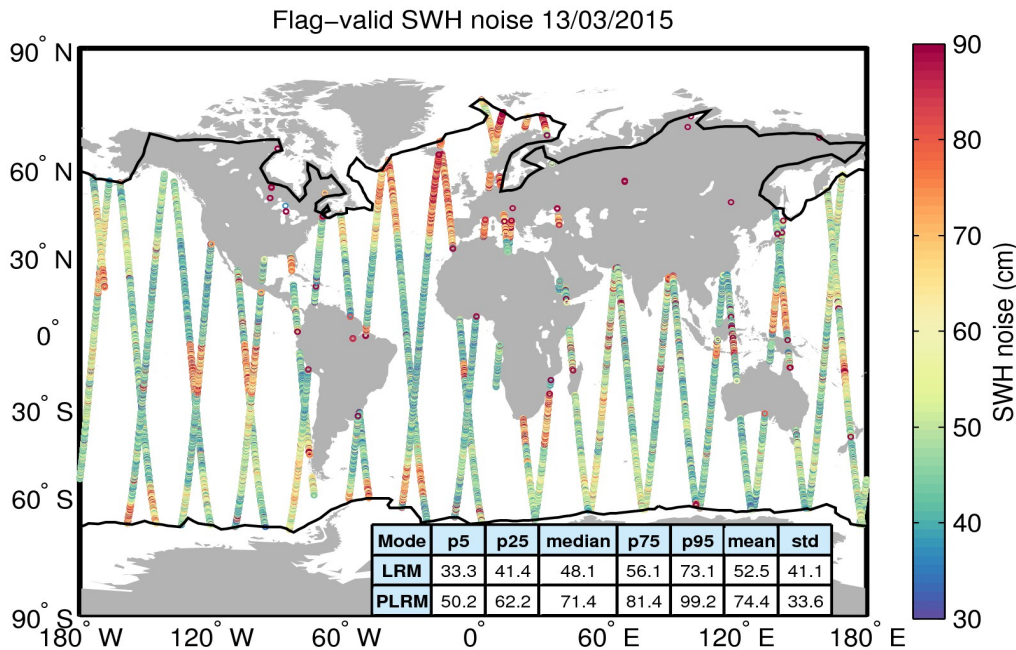 Flag−valid SWH noise 13/03/2015
90° N
60° N
30° N
0°
30° S
60° S
90° S
180° W
120° W
60° W
0°
60° E
120° E
180° E
90
80
70
60
50
40
30
SWH noise (cm)
Mode p5 p25 median p75 p95 mean std
LRM 33.3 41.4 48.1 56.1 73.1 52.5 41.1
PLRM 50.2 62.2 71.4 81.4 99.2 74.4 33.6